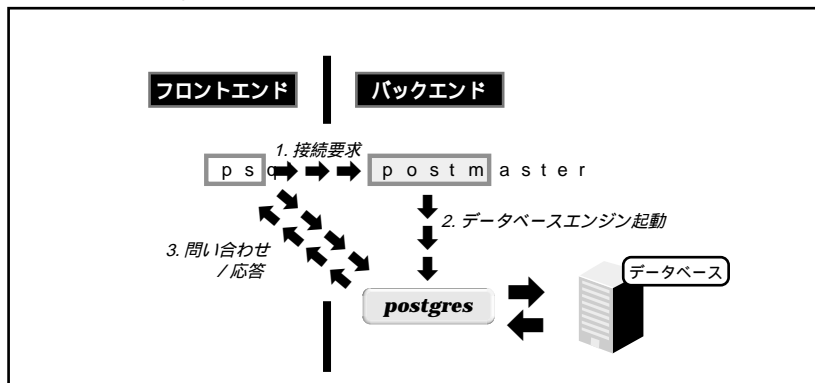 フロントエンド
バックエンド
1. 接続要求
psq
postmaster
2. データベースエンジン起動
3. 問い合わせ
/応答
データベース
postgres